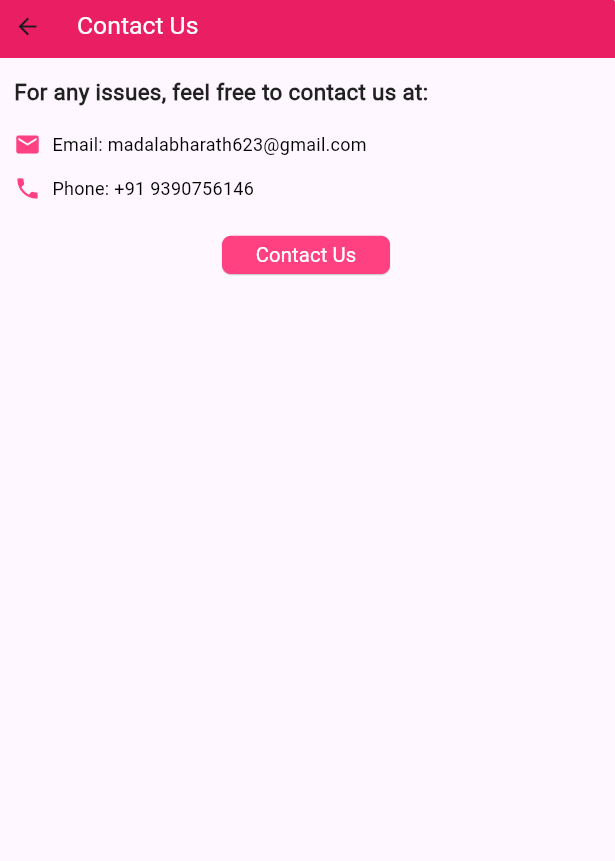 Contact Us
For any issues, feel free to contact us at:
Email: madalabharath623@gmail.com
Phone: +91 9390756146
Contact Us